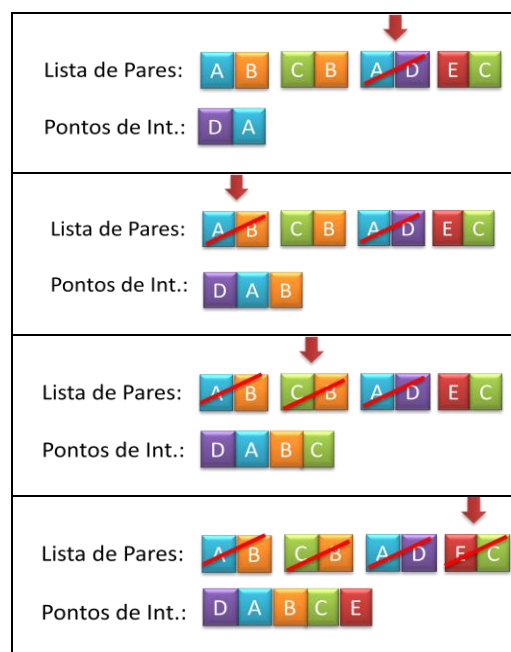 Lista de Pares: A B C B A D E C
Pontos de Int.: D A
Lista de Pares: A B C B A D E C
Pontos de Int.: D A B
Lista de Pares: A B C B A D E C
Pontos de Int.: D A B C
Lista de Pares: A B C B A D E C
Pontos de Int.: D A B C E